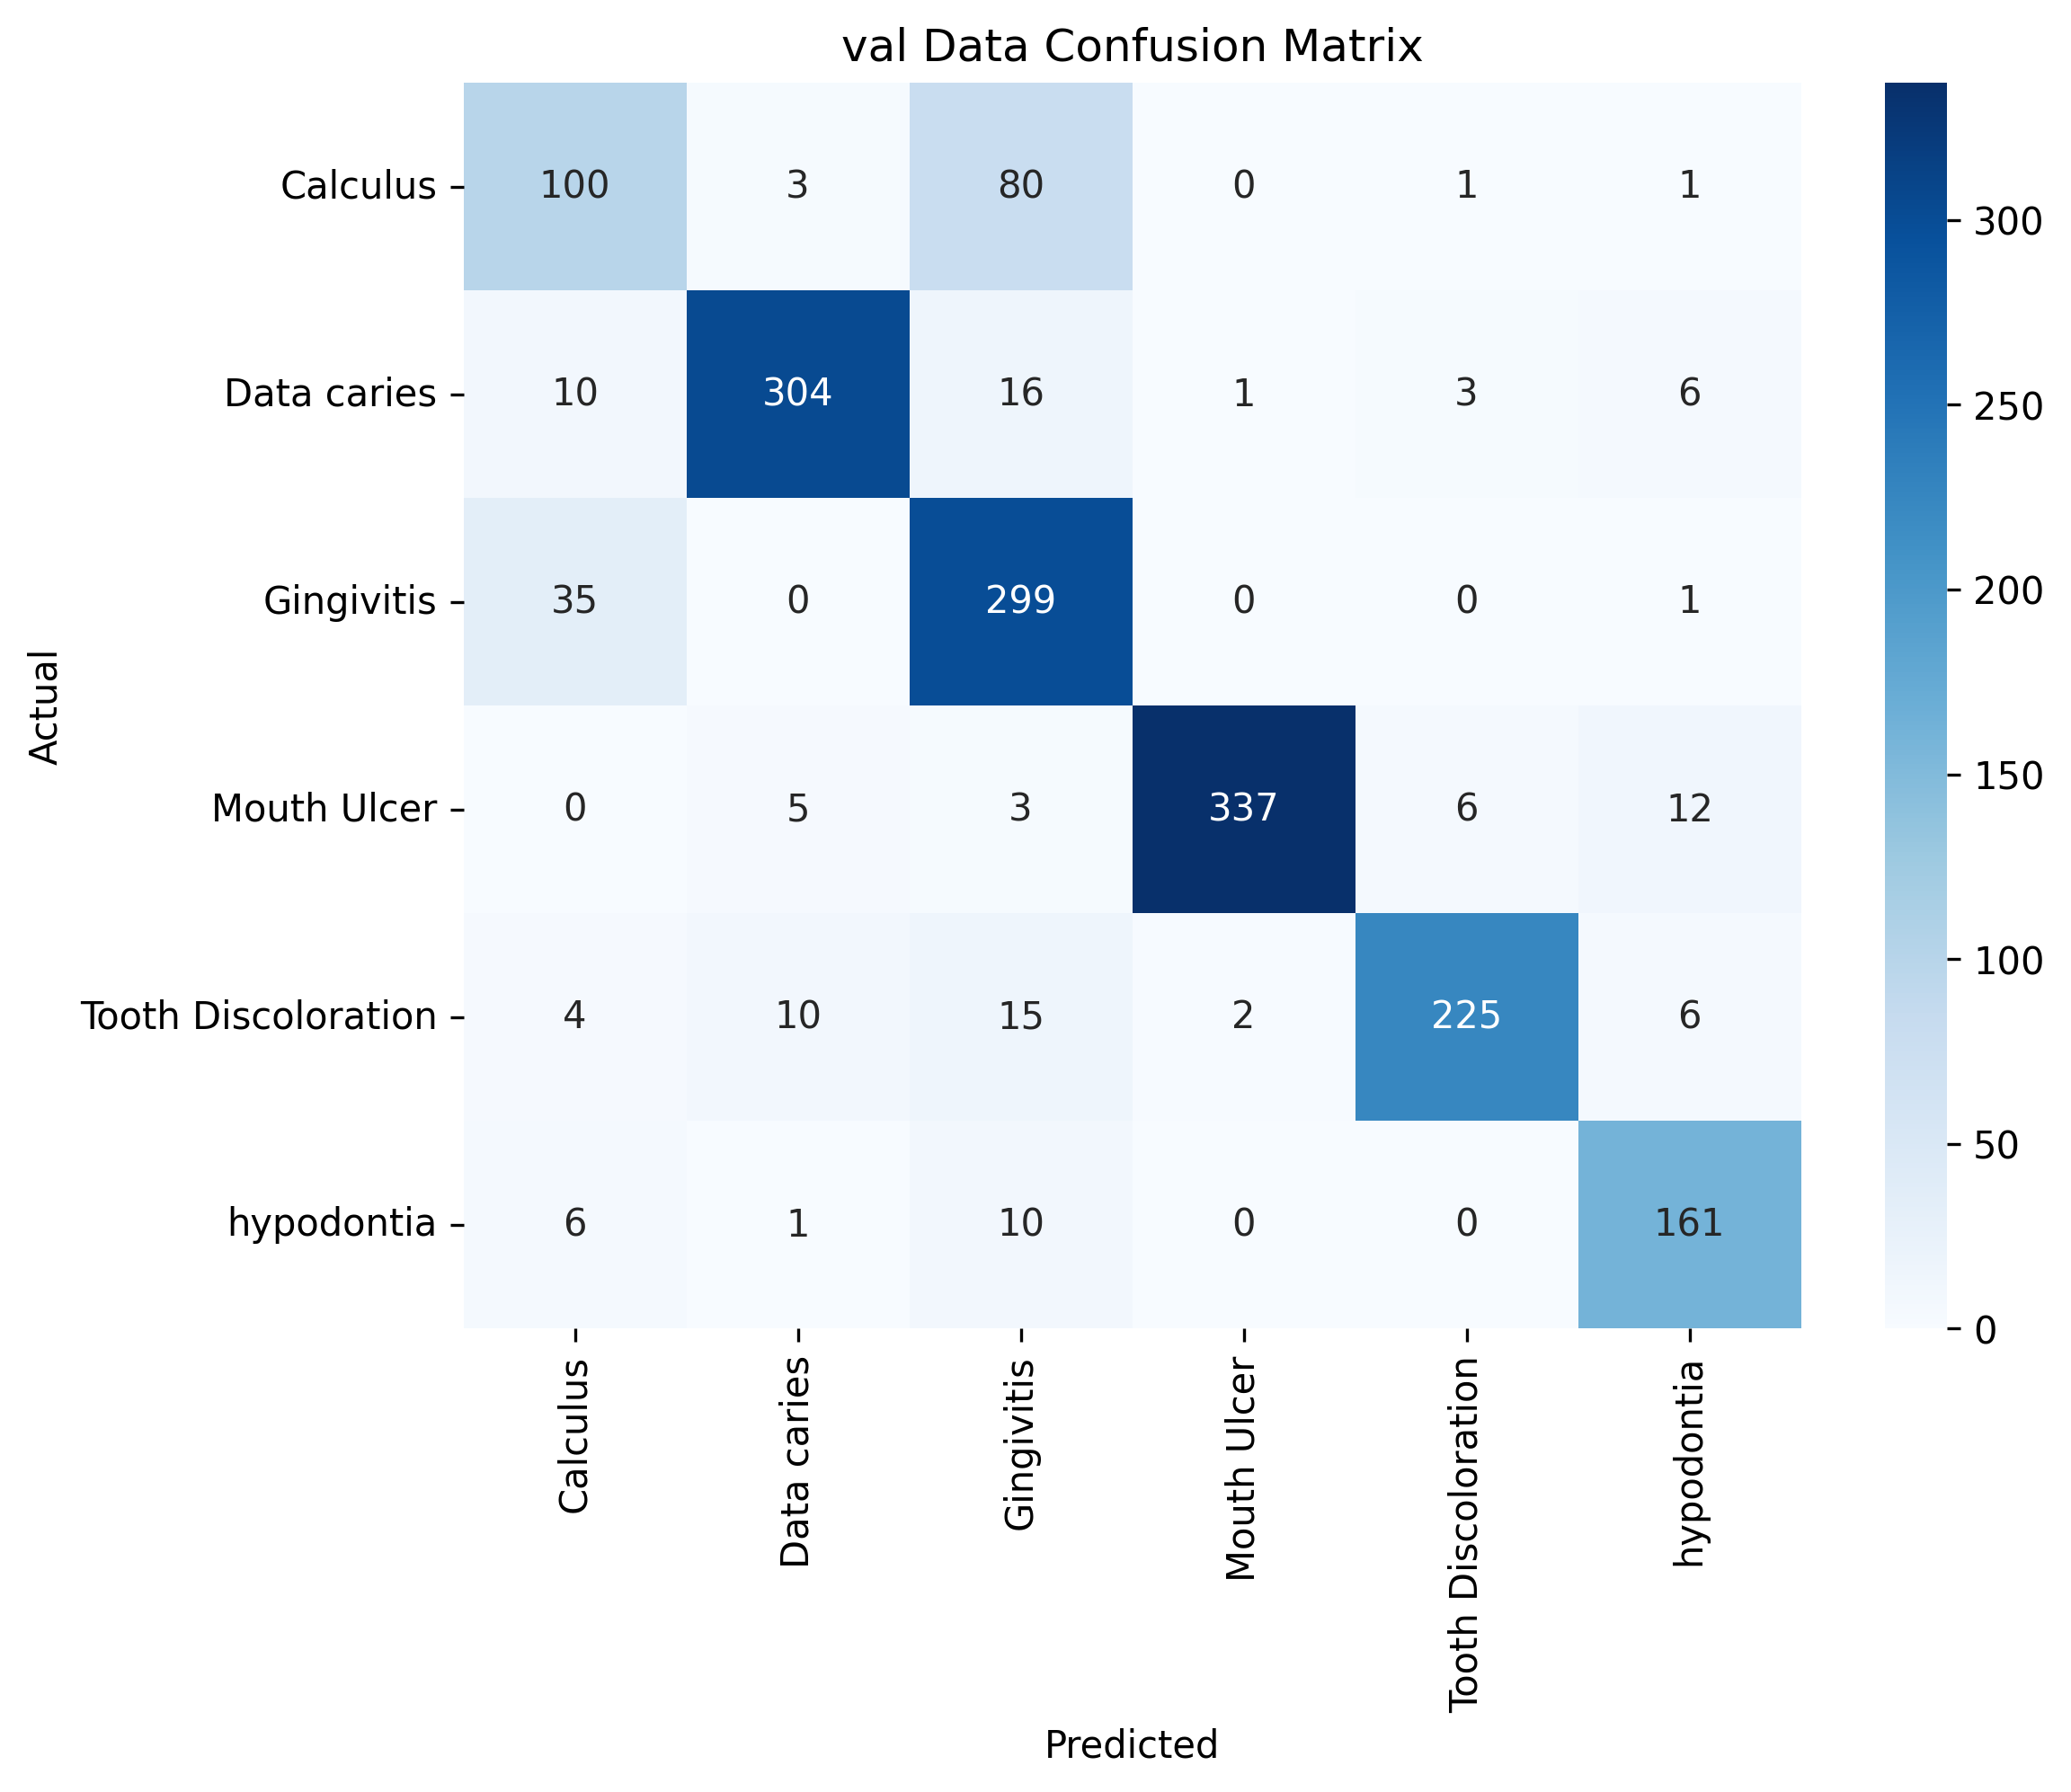 val Data Confusion Matrix
Actual
Calculus 100 3 80 0 1 1
Data caries 10 304 16 1 3 6
Gingivitis 35 0 299 0 0 1
Mouth Ulcer 0 5 3 337 6 12
Tooth Discoloration 4 10 15 2 225 6
hypodontia 6 1 10 0 0 161
Calculus Data caries Gingivitis Mouth Ulcer Tooth Discoloration hypodontia
Predicted
300
250
200
150
100
50
0